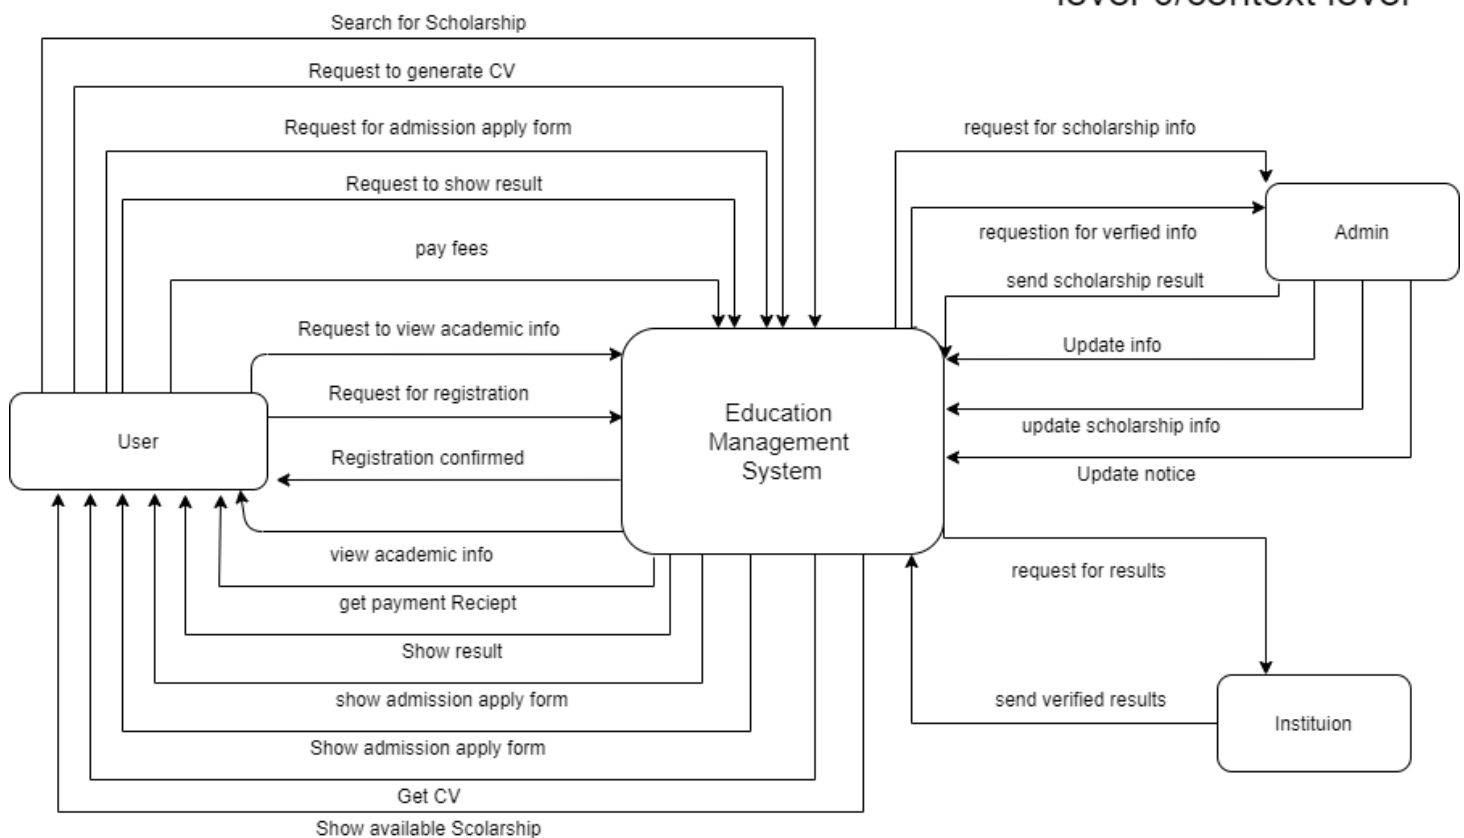 level 0/context level
Search for Scholarship
Request to generate CV
Request for admission apply form
request for scholarship info
Request to show result
requestion for verfied info
Admin
pay fees
send scholarship result
Request to view academic info
Update info
Request for registration
update scholarship info
User
Education
Management
System
Registration confirmed
Update notice
view academic info
request for results
get payment Reciept
Show result
show admission apply form
send verified results
Instituion
Show admission apply form
Get CV
Show available Scolarship